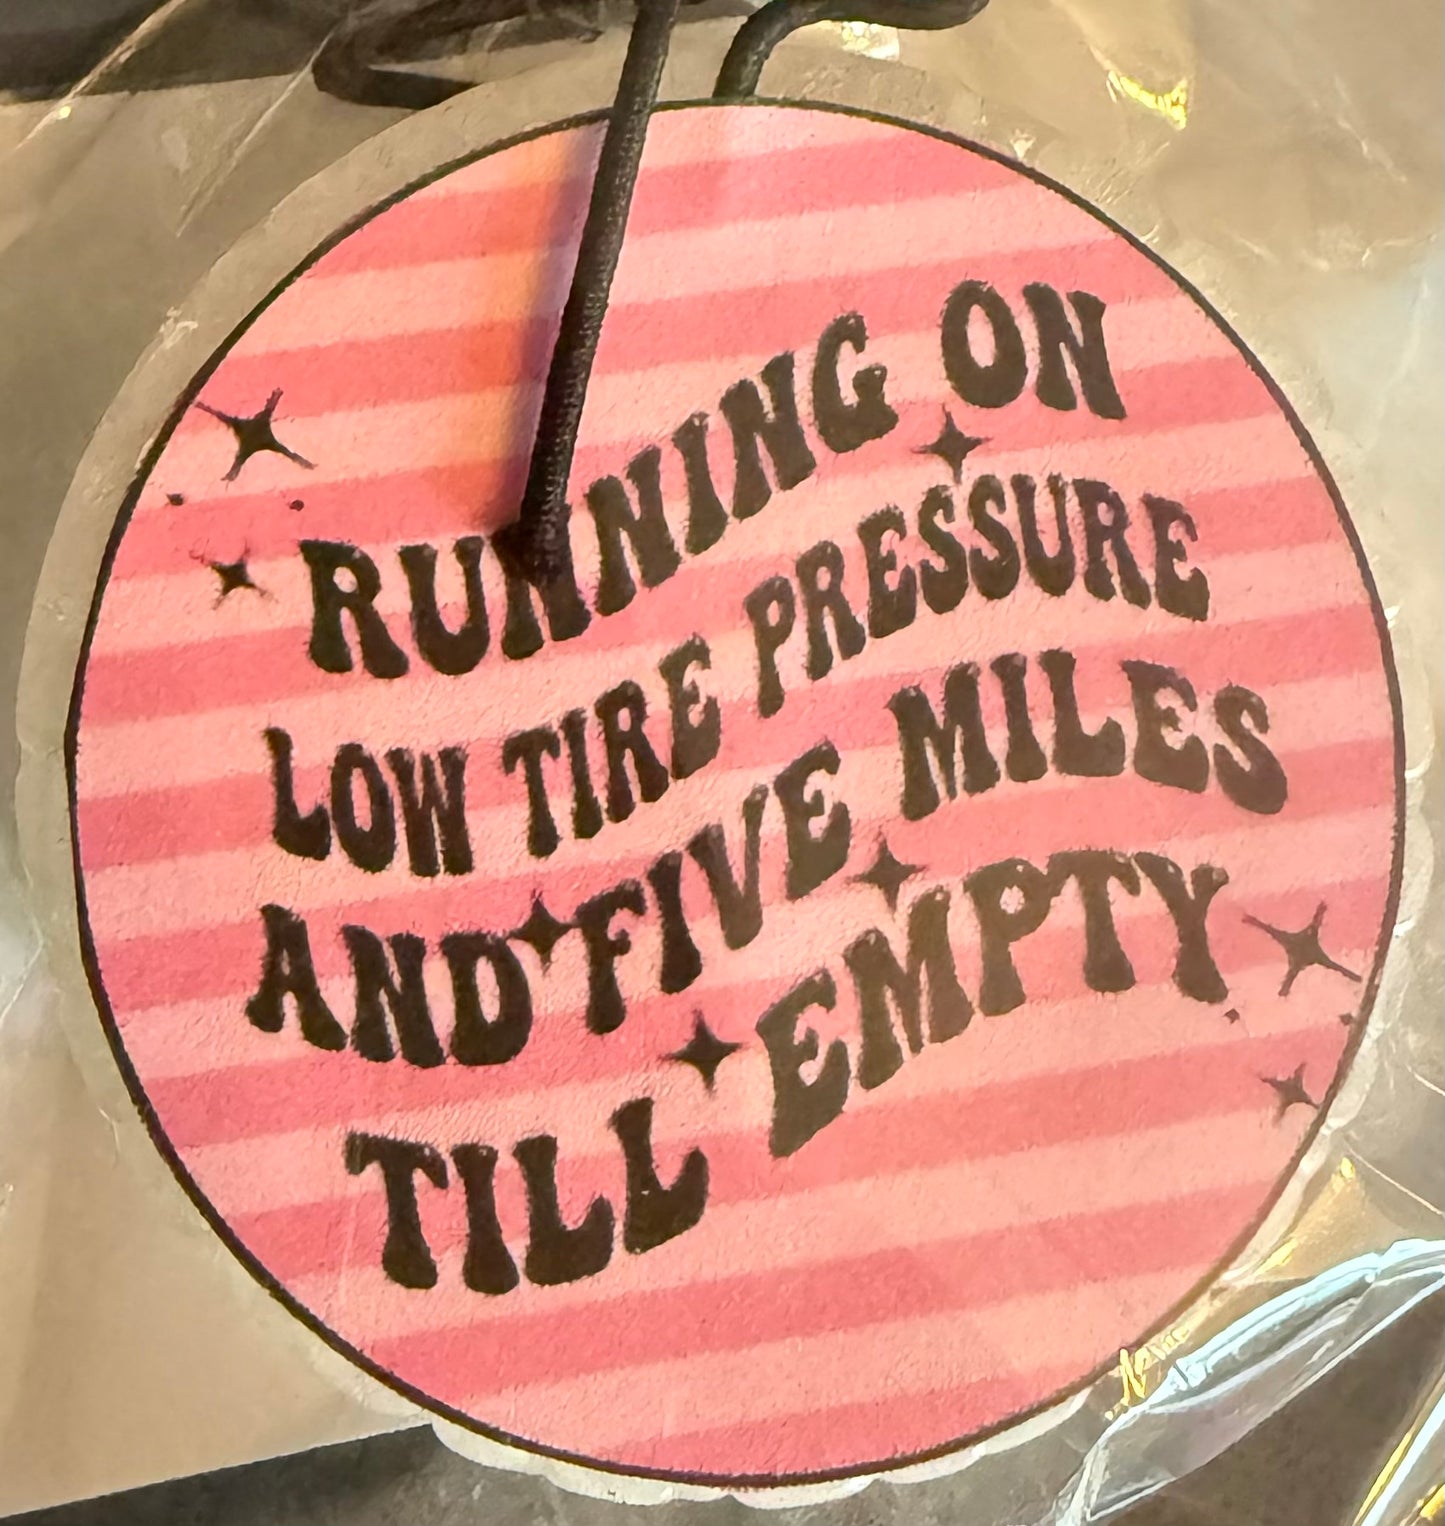 RUNNING ON
LOW TIRE PRESSURE
AND FIVE MILES
TILL EMPTY